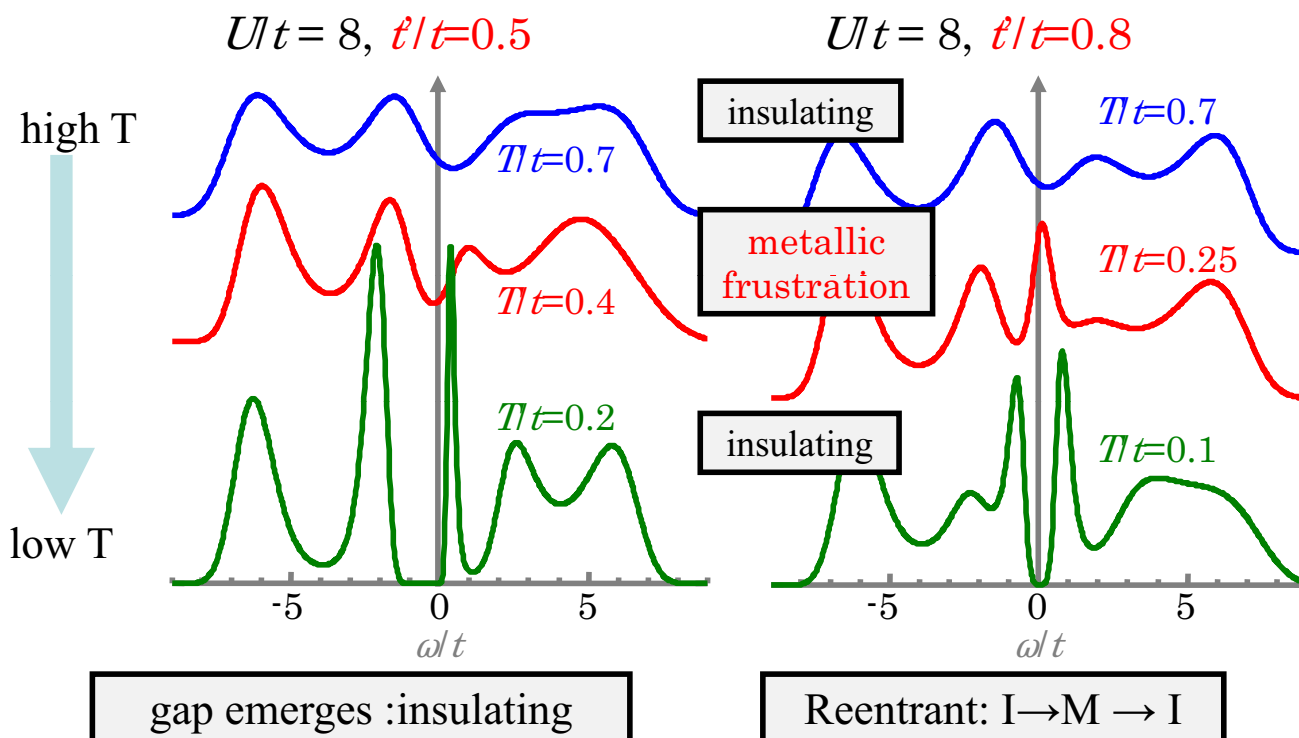 U/t = 8, t'/t=0.5
U/t = 8, t'/t=0.8
high T
low T
T/t=0.7
T/t=0.4
T/t=0.2
-5 0 5
ω/t
insulating
T/t=0.7
metallic
frustration
T/t=0.25
insulating
T/t=0.1
-5 0 5
ω/t
gap emerges :insulating
Reentrant: I→M → I